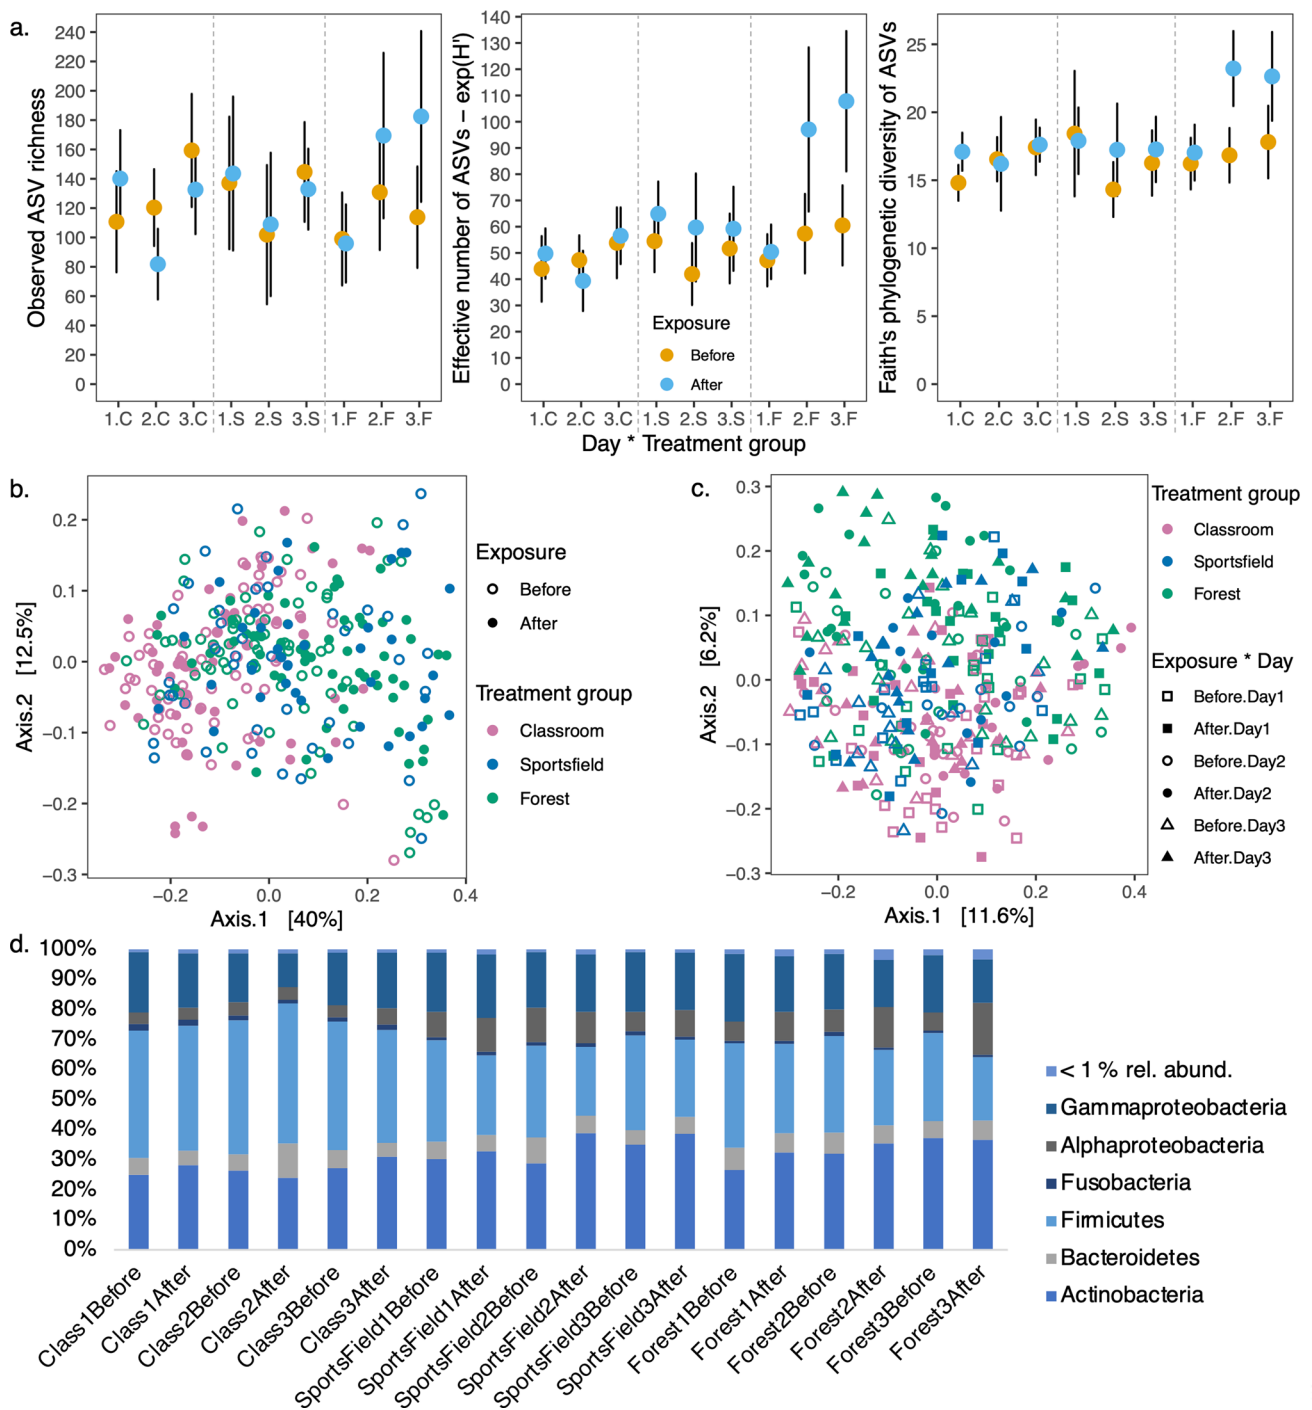 a.
Observed ASV richness
240
220
200
180
160
140
120
100
80
60
40
20
0
1.C 2.C 3.C 1.S 2.S 3.S 1.F 2.F 3.F
Effective number of ASVs – exp(H')
140
130
120
110
100
90
80
70
60
50
40
30
20
10
0
Exposure
Before
After
1.C 2.C 3.C 1.S 2.S 3.S 1.F 2.F 3.F
Day * Treatment group
Faith's phylogenetic diversity of ASVs
25
20
15
10
5
0
1.C 2.C 3.C 1.S 2.S 3.S 1.F 2.F 3.F
b.
Axis.2 [12.5%]
0.2
0.1
0.0
−0.1
−0.2
−0.3
−0.2 0.0 0.2 0.4
Axis.1 [40%]
Exposure
Before
After
Treatment group
Classroom
Sportsfield
Forest
c.
Axis.2 [6.2%]
0.3
0.2
0.1
0.0
−0.1
−0.2
−0.3
−0.2 0.0 0.2 0.4
Axis.1 [11.6%]
Treatment group
Classroom
Sportsfield
Forest
Exposure * Day
Before.Day1
After.Day1
Before.Day2
After.Day2
Before.Day3
After.Day3
d.
100%
90%
80%
70%
60%
50%
40%
30%
20%
10%
0%
Class1Before
Class1After
Class2Before
Class2After
Class3Before
Class3After
SportsField1Before
SportsField1After
SportsField2Before
SportsField2After
SportsField3Before
SportsField3After
Forest1Before
Forest1After
Forest2Before
Forest2After
Forest3Before
Forest3After
< 1 % rel. abund.
Gammaproteobacteria
Alphaproteobacteria
Fusobacteria
Firmicutes
Bacteroidetes
Actinobacteria